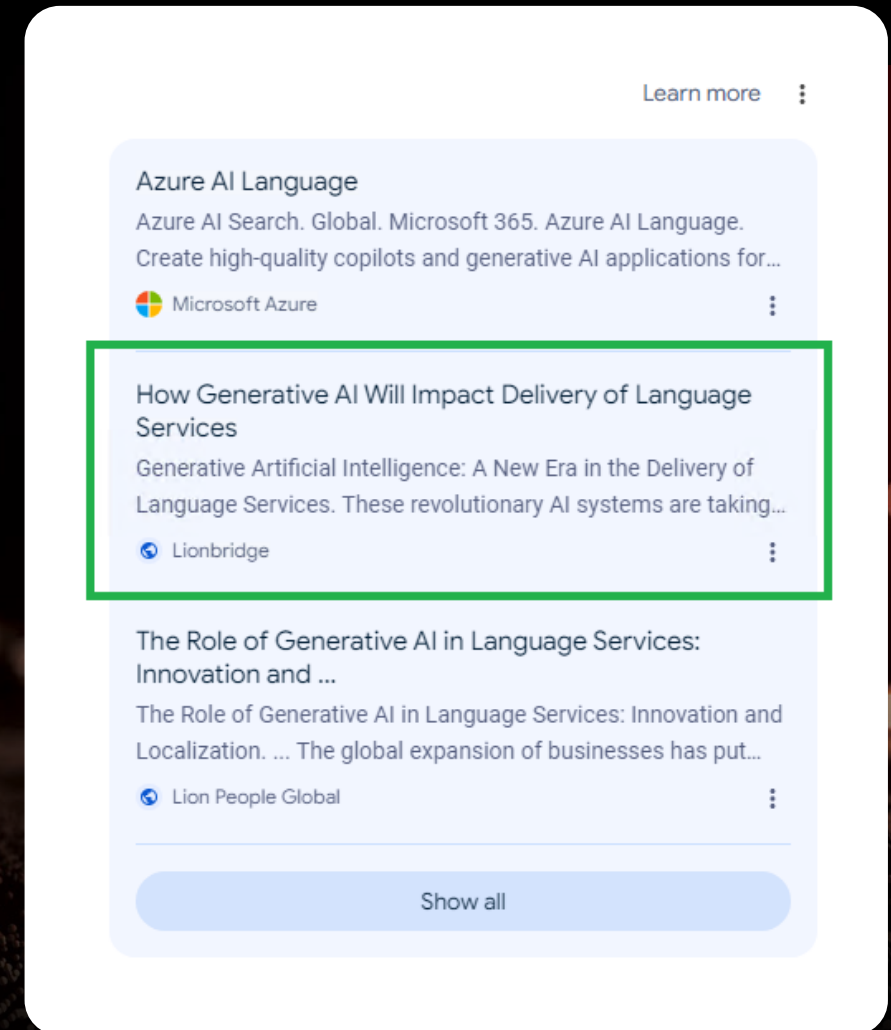 Learn more
Azure AI Language
Azure AI Search. Global. Microsoft 365. Azure AI Language.
Create high-quality copilots and generative AI applications for...
Microsoft Azure
How Generative AI Will Impact Delivery of Language
Services
Generative Artificial Intelligence: A New Era in the Delivery of
Language Services. These revolutionary AI systems are taking...
Lionbridge
The Role of Generative AI in Language Services:
Innovation and ...
The Role of Generative AI in Language Services: Innovation and
Localization. ... The global expansion of businesses has put...
Lion People Global
Show all